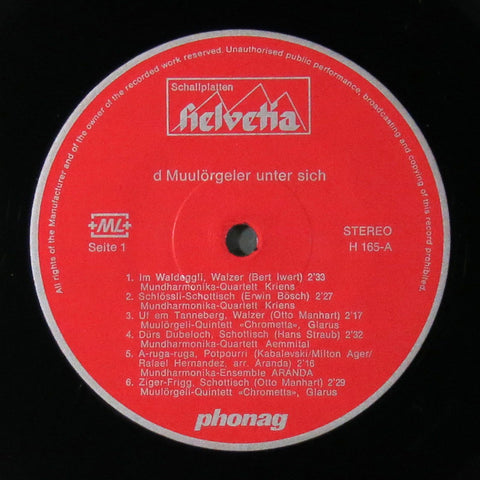 All rights of the Manufacturer and of the owner of the recorded work reserved. Unauthorised public performance, broadcasting and copying of this record prohibited.
Schallplatten
Helvetia
d Muulörgeler unter sich
+ML+
Seite 1
STEREO
H 165-A
1. Im Waldeggli, Walzer (Bert Iwert) 2'33
Mundharmonika-Quartett Kriens
2. Schlössli-Schottisch (Erwin Bösch) 2'27
Mundharmonika-Quartett Kriens
3. Uf em Tanneberg, Walzer (Otto Manhart) 2'17
Muulörgeli-Quintett «Chrometta», Glarus
4. Dürs Dubeloch, Schottisch (Hans Straub) 2'32
Mundharmonika-Quartett Aemmital
5. A-ruga-ruga, Potpourri (Kabalevski/Milton Ager/
Rafael Hernandez, arr. Aranda) 2'16
Mundharmonika-Ensemble ARANDA
6. Ziger-Frigg, Schottisch (Otto Manhart) 2'29
Muulörgeli-Quintett «Chrometta», Glarus
phonag